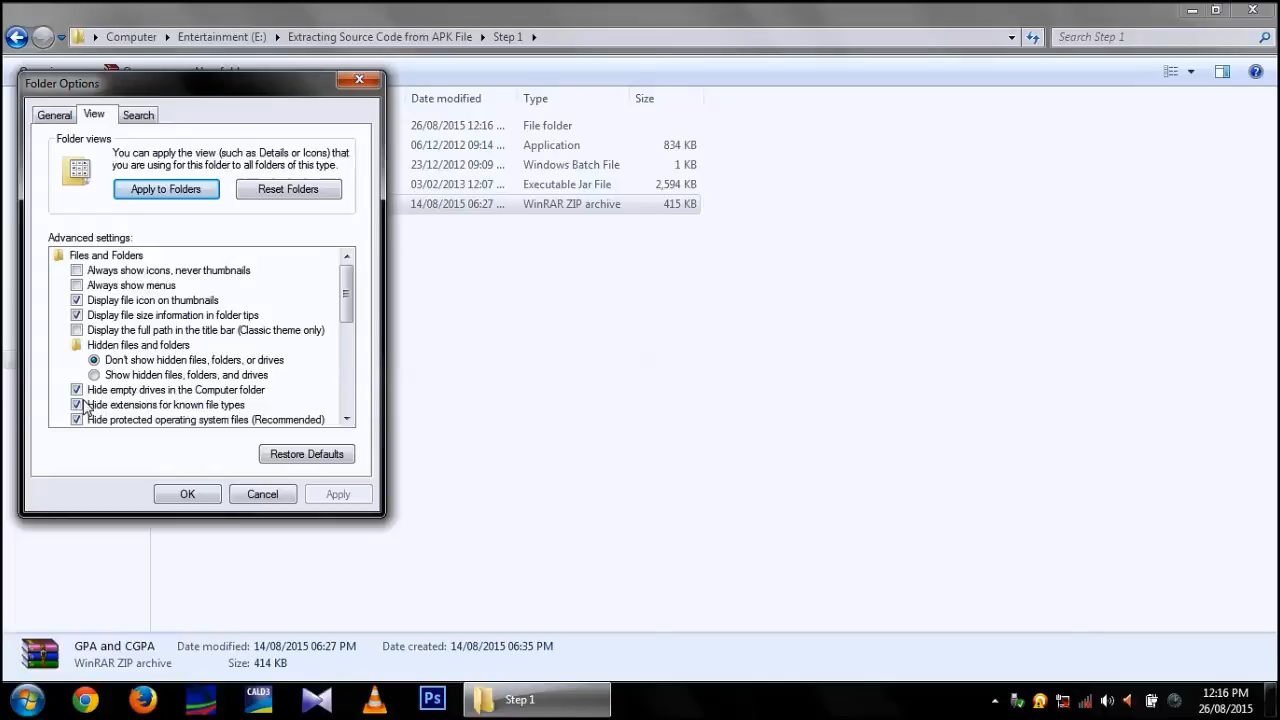 Computer
Entertainment (E:)
Extracting Source Code from APK File
Step 1
Search Step 1
Folder Options
General
View
Search
Folder views
You can apply the view (such as Details or Icons) that
you are using for this folder to all folders of this type.
Apply to Folders
Reset Folders
Advanced settings:
Files and Folders
Always show icons, never thumbnails
Always show menus
Display file icon on thumbnails
Display file size information in folder tips
Display the full path in the title bar (Classic theme only)
Hidden files and folders
Don't show hidden files, folders, or drives
Show hidden files, folders, and drives
Hide empty drives in the Computer folder
Hide extensions for known file types
Hide protected operating system files (Recommended)
Restore Defaults
OK
Cancel
Apply
Date modified
Type
Size
26/08/2015 12:16 ...
File folder
06/12/2012 09:14 ...
Application
834 KB
23/12/2012 09:09 ...
Windows Batch File
1 KB
03/02/2013 12:07 ...
Executable Jar File
2,594 KB
14/08/2015 06:27 ...
WinRAR ZIP archive
415 KB
GPA and CGPA
Date modified: 14/08/2015 06:27 PM
Date created: 14/08/2015 06:35 PM
WinRAR ZIP archive
Size: 414 KB
CALD3
Ps
Step 1
12:16 PM
26/08/2015